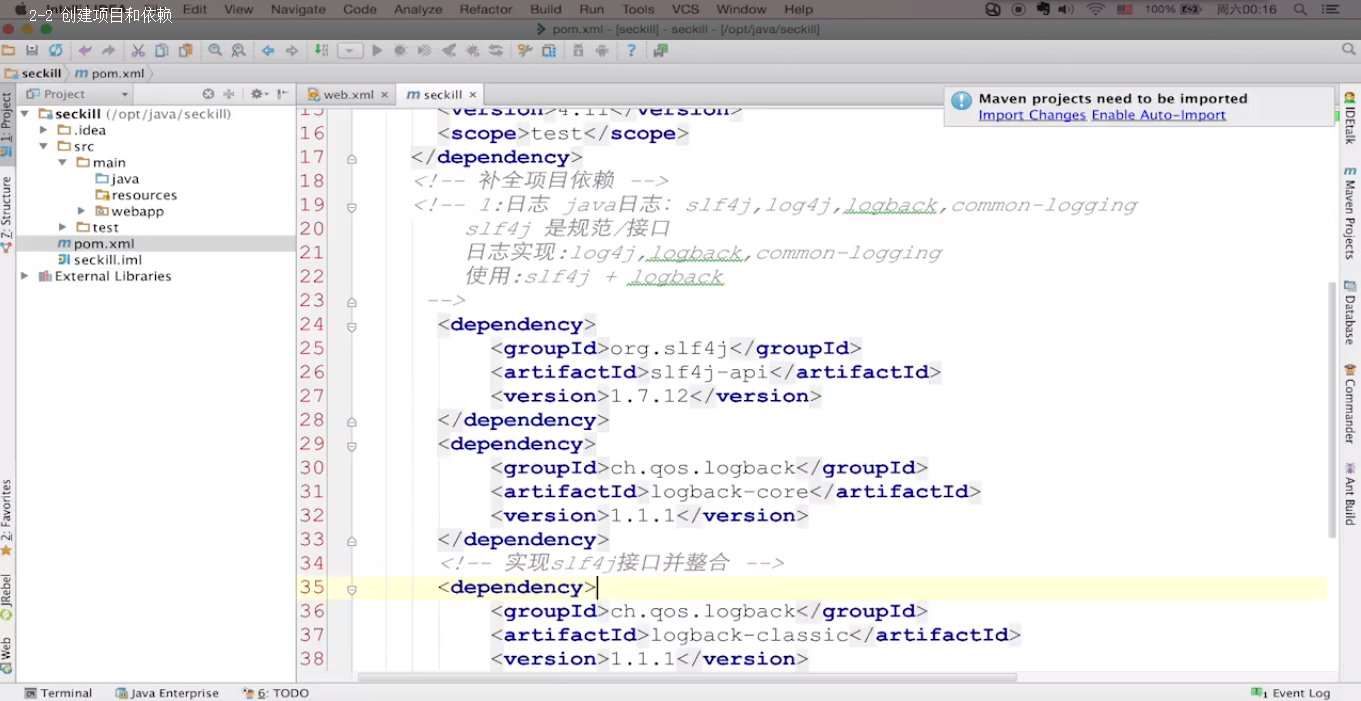 2-2 创建项目和依赖
Edit View Navigate Code Analyze Refactor Build Run Tools VCS Window Help 100% 周六00:16
pom.xml - [seckill] - seckill - [/opt/java/seckill]
seckill pom.xml
Project
web.xml
seckill
Maven projects need to be imported
Import Changes Enable Auto-Import
seckill (/opt/java/seckill)
.idea
src
main
java
resources
webapp
test
pom.xml
seckill.iml
External Libraries
15 <version>4.11</version>
16 <scope>test</scope>
17 </dependency>
18 <!-- 补全项目依赖 -->
19 <!-- 1:日志 java日志: slf4j,log4j,logback,common-logging
20 slf4j 是规范/接口
21 日志实现:log4j,logback,common-logging
22 使用:slf4j + logback
23 -->
24 <dependency>
25 <groupId>org.slf4j</groupId>
26 <artifactId>slf4j-api</artifactId>
27 <version>1.7.12</version>
28 </dependency>
29 <dependency>
30 <groupId>ch.qos.logback</groupId>
31 <artifactId>logback-core</artifactId>
32 <version>1.1.1</version>
33 </dependency>
34 <!-- 实现slf4j接口并整合 -->
35 <dependency>
36 <groupId>ch.qos.logback</groupId>
37 <artifactId>logback-classic</artifactId>
38 <version>1.1.1</version>
1: Project
7: Structure
2: Favorites
JRebel
Web
IDEtalk
Maven Projects
Database
Commander
Ant Build
Terminal
Java Enterprise
6: TODO
1 Event Log